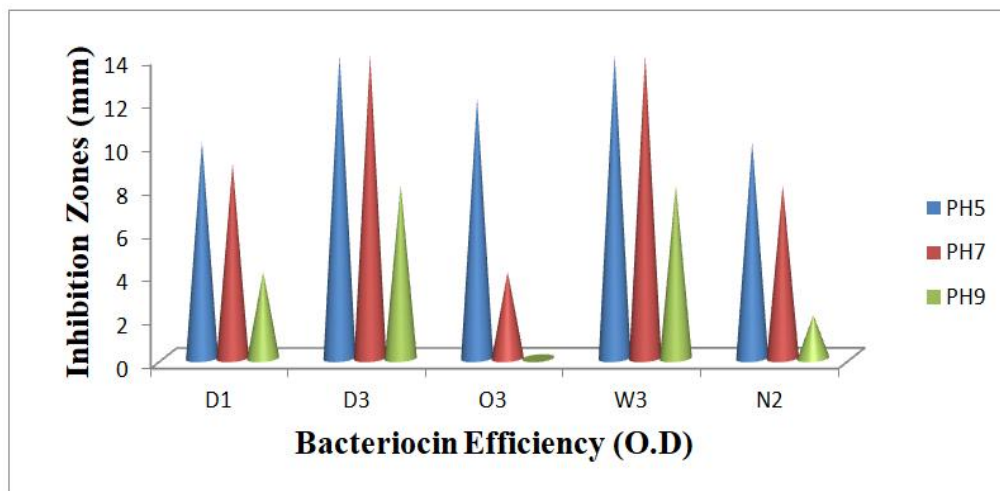 Inhibition Zones (mm)
14
12
10
8
6
4
2
0
D1 D3 O3 W3 N2
Bacteriocin Efficiency (O.D)
PH5
PH7
PH9